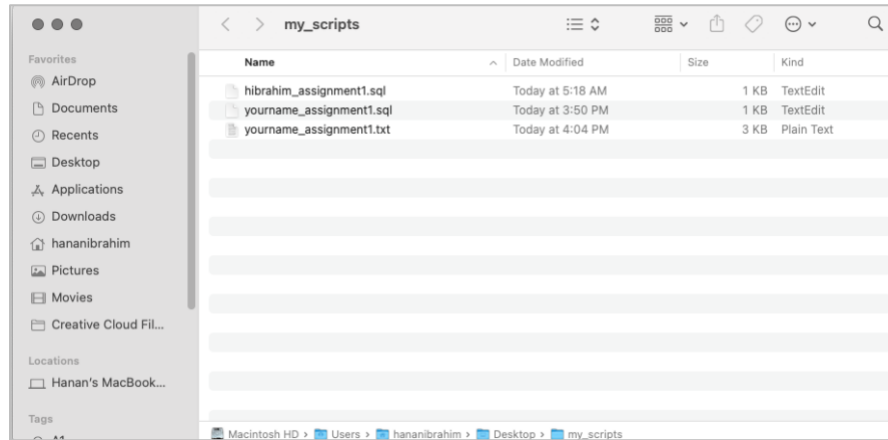 my_scripts
Favorites
AirDrop
Documents
Recents
Desktop
Applications
Downloads
hananibrahim
Pictures
Movies
Creative Cloud Fil...
Locations
Hanan's MacBook...
Tags
Name Date Modified Size Kind
hibrahim_assignment1.sql Today at 5:18 AM 1 KB TextEdit
yourname_assignment1.sql Today at 3:50 PM 1 KB TextEdit
yourname_assignment1.txt Today at 4:04 PM 3 KB Plain Text
Macintosh HD › Users › hananibrahim › Desktop › my_scripts